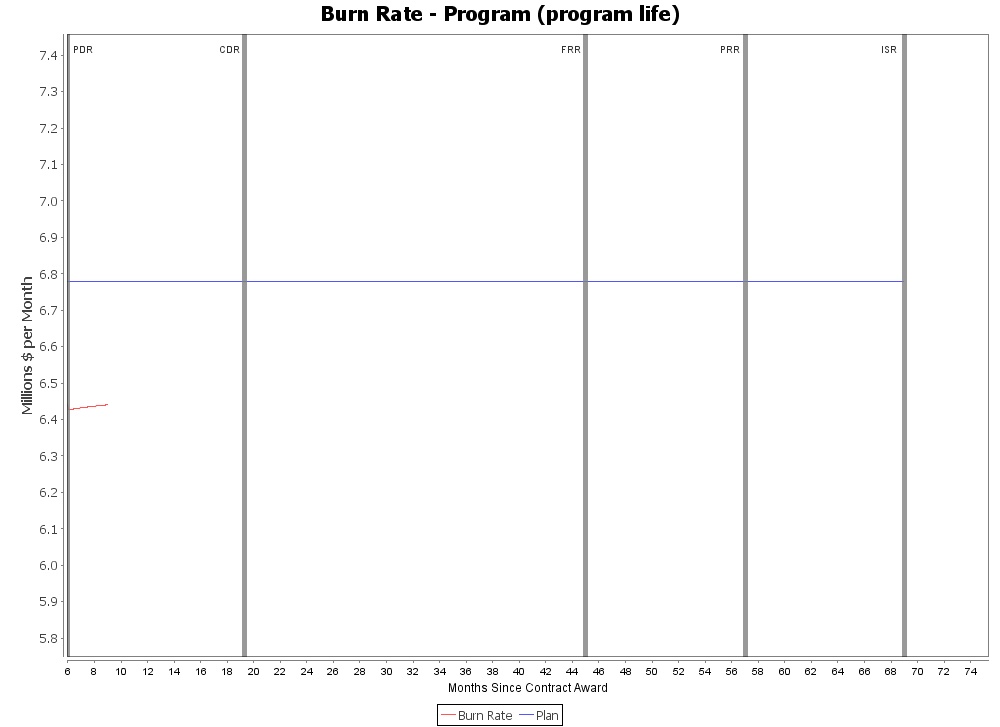 Burn Rate - Program (program life)
PDR CDR FRR PRR ISR
7.4
7.3
7.2
7.1
7.0
6.9
6.8
6.7
6.6
6.5
6.4
6.3
6.2
6.1
6.0
5.9
5.8
Millions $ per Month
6 8 10 12 14 16 18 20 22 24 26 28 30 32 34 36 38 40 42 44 46 48 50 52 54 56 58 60 62 64 66 68 70 72 74
Months Since Contract Award
Burn Rate Plan